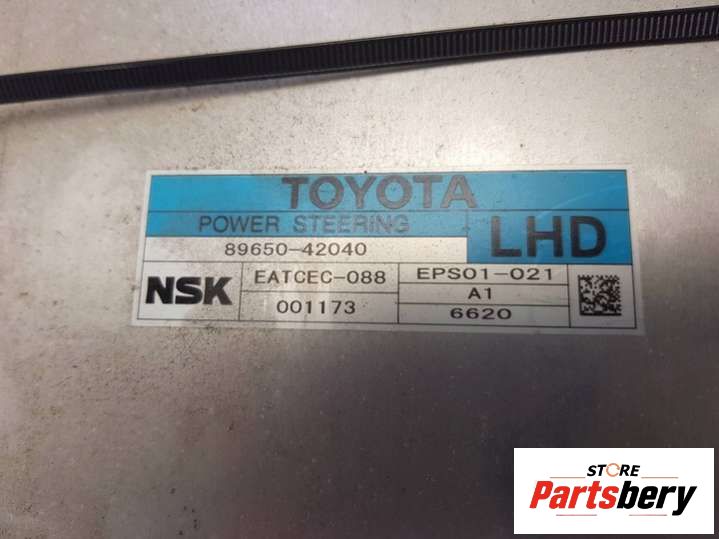 TOYOTA
POWER STEERING
89650-42040
LHD
NSK
EATCEC-088
EPS01-021
A1
001173
6620
STORE
Partsbery